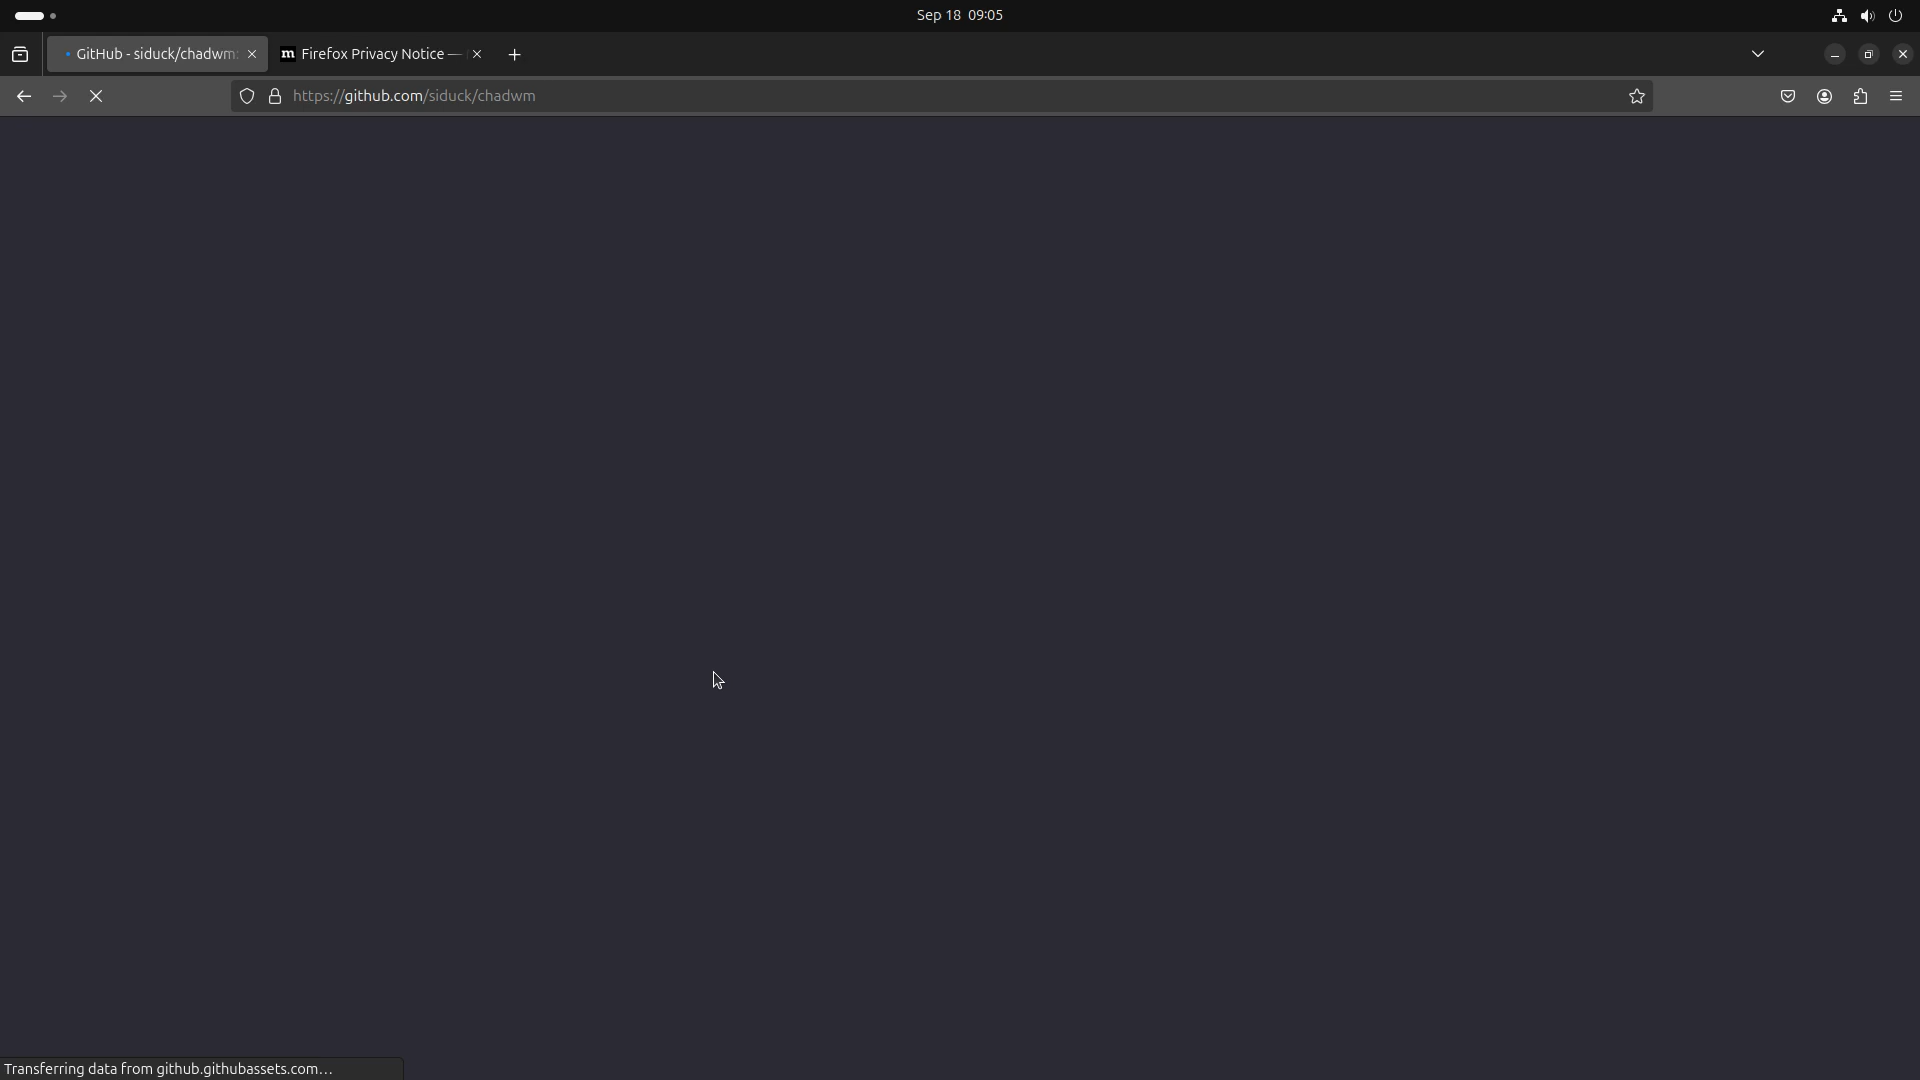 Sep 18 09:05
GitHub - siduck/chadwm:
m Firefox Privacy Notice —
https://github.com/siduck/chadwm
Transferring data from github.githubassets.com…